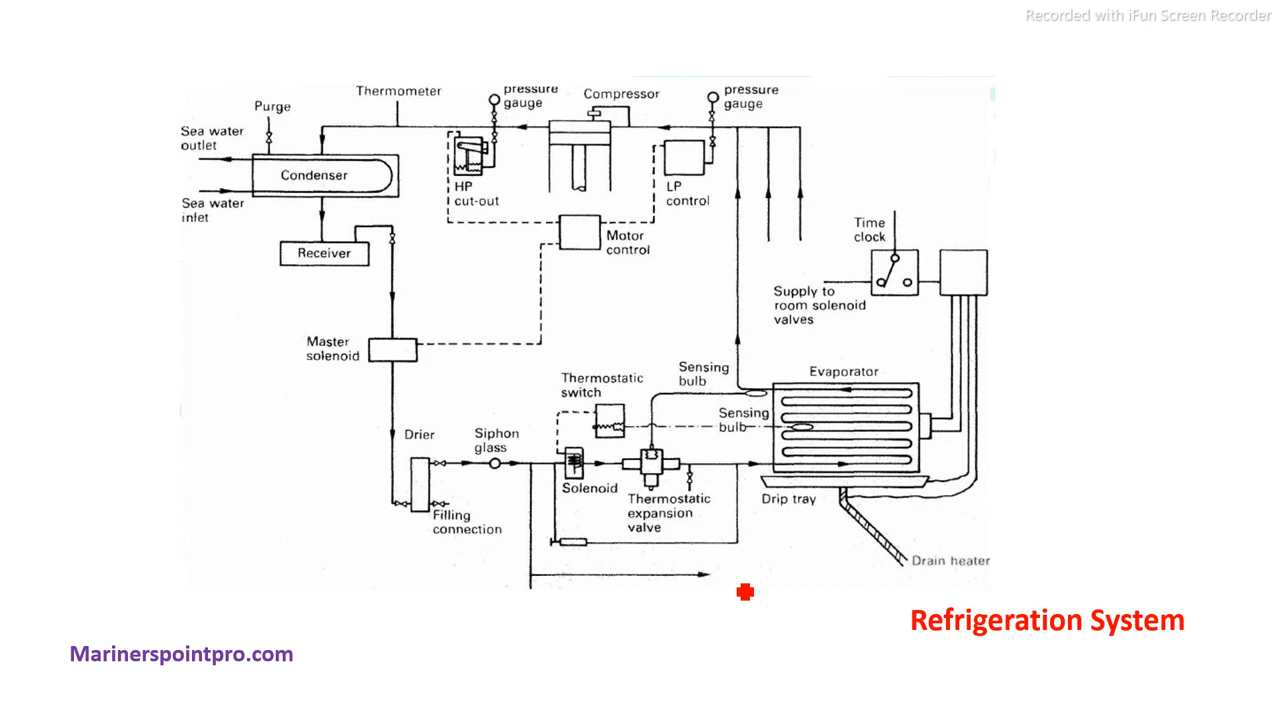 Recorded with iFun Screen Recorder
Thermometer
pressure
gauge
Compressor
pressure
gauge
Purge
Sea water
outlet
Condenser
Sea water
inlet
HP
cut-out
LP
control
Receiver
Motor
control
Time
clock
Supply to
room solenoid
valves
Master
solenoid
Thermostatic
switch
Sensing
bulb
Evaporator
Sensing
bulb
Drier
Siphon
glass
Solenoid
Thermostatic
expansion
valve
Drip tray
Filling
connection
Drain heater
Refrigeration System
Marinerspointpro.com